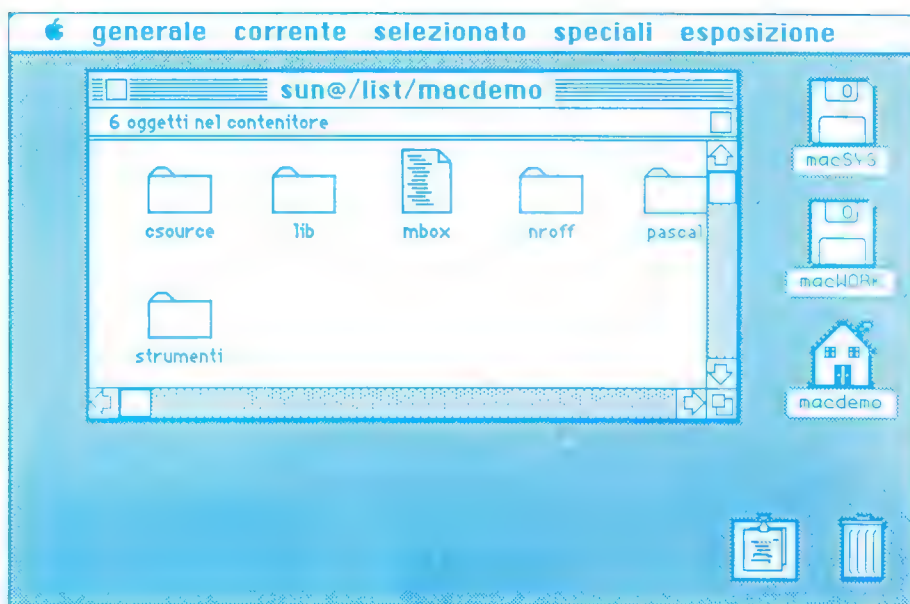 generale corrente selezionato speciali esposizione
sun@/list/macdemo
6 oggetti nel contenitore
csource lib mbox nroff pascal
strumenti
macSYS
macWORK
macdemo